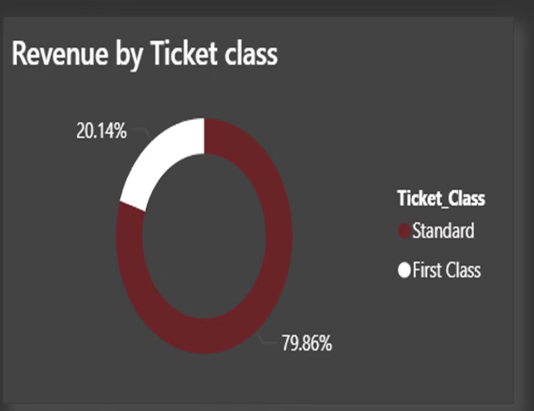 Revenue by Ticket class
20.14%
Ticket_Class
Standard
First Class
79.86%